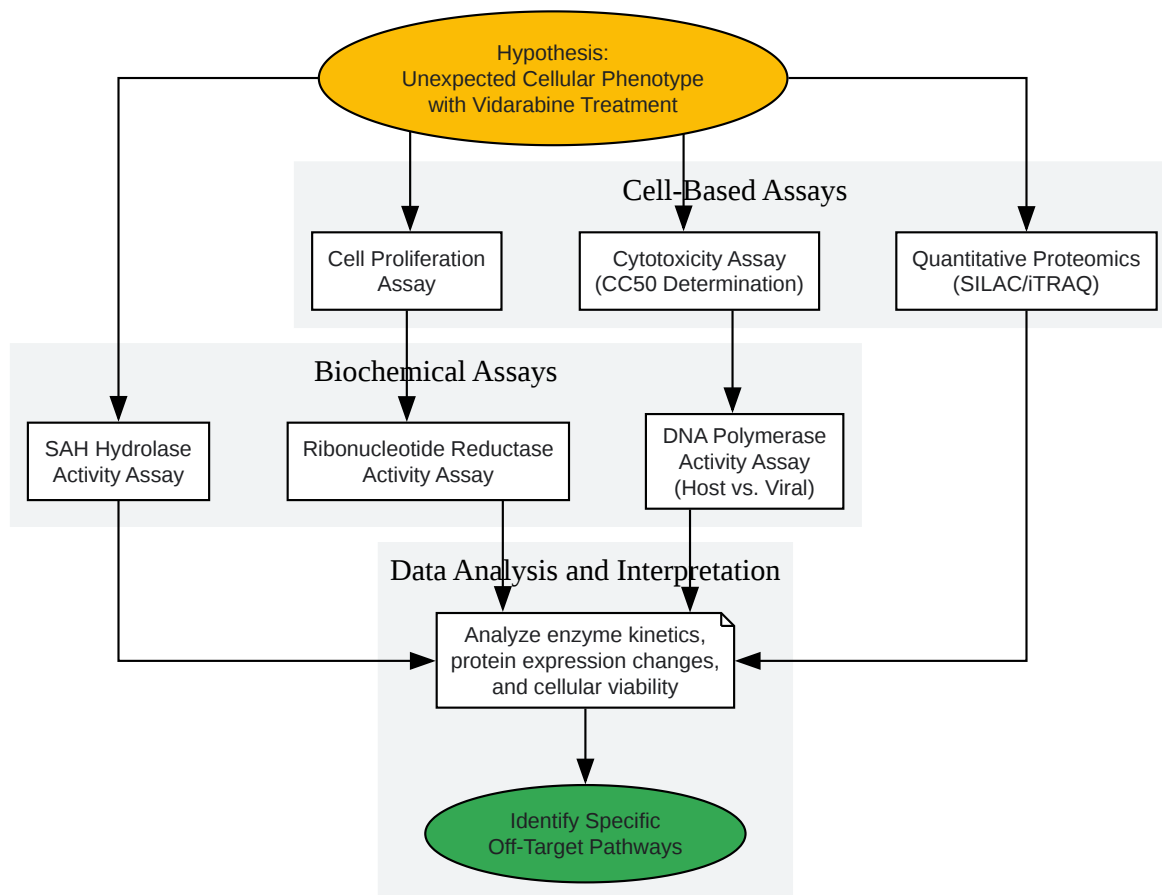 Hypothesis:
Unexpected Cellular Phenotype
with Vidarabine Treatment
Cell-Based Assays
Cell Proliferation
Assay
Cytotoxicity Assay
(CC50 Determination)
Quantitative Proteomics
(SILAC/iTRAQ)
Biochemical Assays
SAH Hydrolase
Activity Assay
Ribonucleotide Reductase
Activity Assay
DNA Polymerase
Activity Assay
(Host vs. Viral)
Data Analysis and Interpretation
Analyze enzyme kinetics,
protein expression changes,
and cellular viability
Identify Specific
Off-Target Pathways